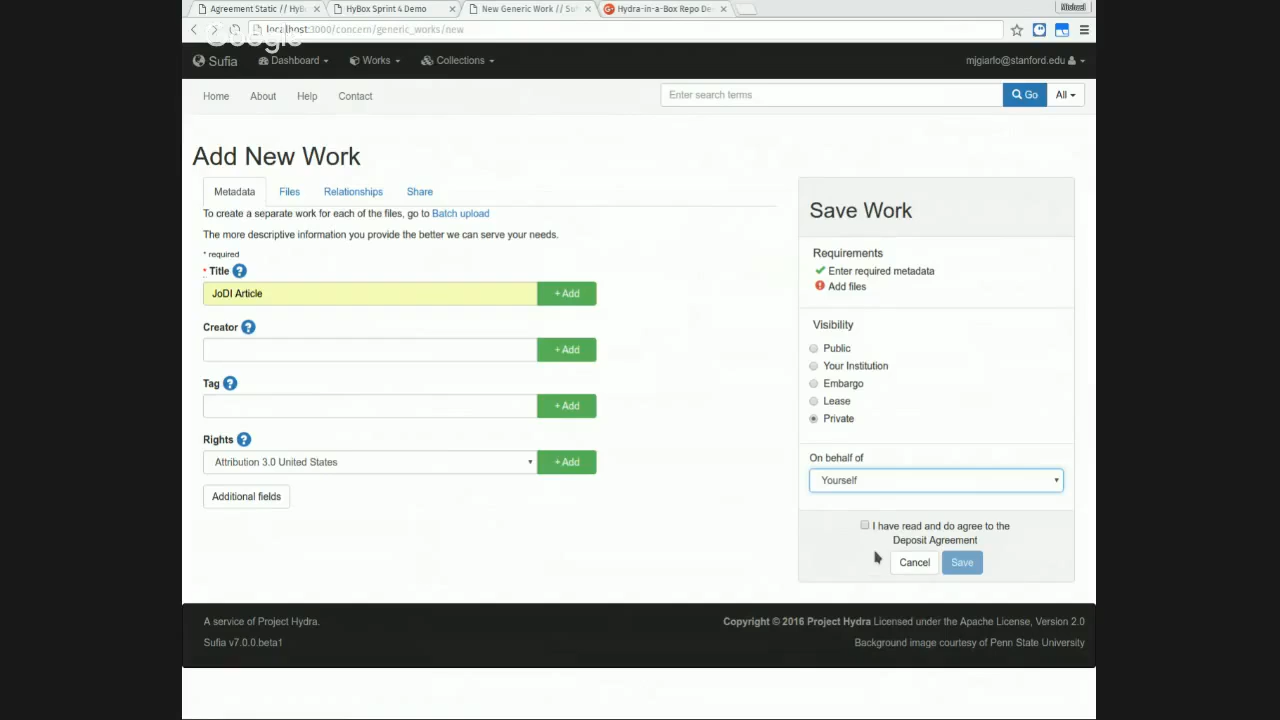 Agreement Static // HyB
HyBox Sprint 4 Demo
New Generic Work // Su
Hydra-in-a-Box Repo De
Michael
localhost:3000/concern/generic_works/new
Google
Sufia
Dashboard
Works
Collections
mjgiarlo@stanford.edu
Home
About
Help
Contact
Enter search terms
Go
All
Add New Work
Metadata
Files
Relationships
Share
To create a separate work for each of the files, go to Batch upload
The more descriptive information you provide the better we can serve your needs.
* required
* Title ?
JoDI Article
+ Add
Creator ?
+ Add
Tag ?
+ Add
Rights ?
Attribution 3.0 United States
+ Add
Additional fields
Save Work
Requirements
Enter required metadata
Add files
Visibility
Public
Your Institution
Embargo
Lease
Private
On behalf of
Yourself
I have read and do agree to the
Deposit Agreement
Cancel
Save
A service of Project Hydra.
Sufia v7.0.0.beta1
Copyright © 2016 Project Hydra Licensed under the Apache License, Version 2.0
Background image courtesy of Penn State University